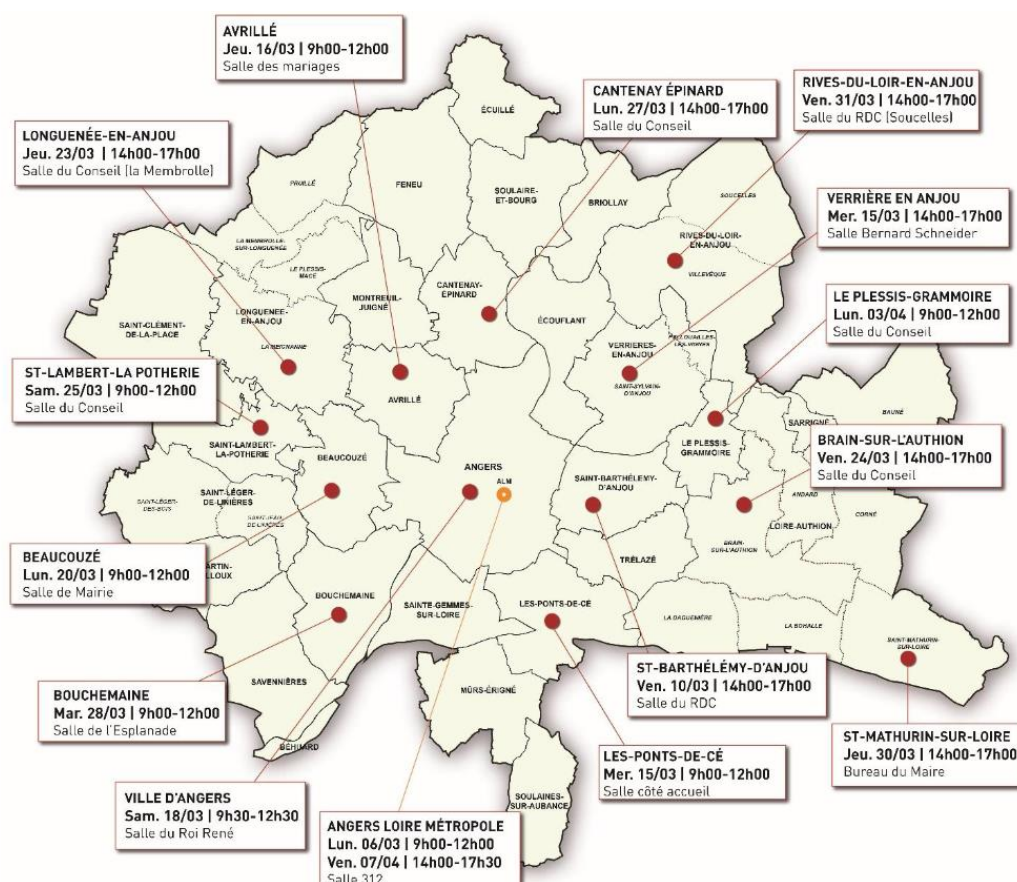 AVRILLÉ
Jeu. 16/03 | 9h00-12h00
Salle des mariages
CANTENAY ÉPINARD
Lun. 27/03 | 14h00-17h00
Salle du Conseil
RIVES-DU-LOIR-EN-ANJOU
Ven. 31/03 | 14h00-17h00
Salle du RDC (Soucelles)
LONGUENÉE-EN-ANJOU
Jeu. 23/03 | 14h00-17h00
Salle du Conseil (la Membrolle)
VERRIÈRE EN ANJOU
Mer. 15/03 | 14h00-17h00
Salle Bernard Schneider
LE PLESSIS-GRAMMOIRE
Lun. 03/04 | 9h00-12h00
Salle du Conseil
ST-LAMBERT-LA POTHERIE
Sam. 25/03 | 9h00-12h00
Salle du Conseil
BRAIN-SUR-L'AUTHION
Ven. 24/03 | 14h00-17h00
Salle du Conseil
BEAUCOUZÉ
Lun. 20/03 | 9h00-12h00
Salle de Mairie
BOUCHEMAINE
Mar. 28/03 | 9h00-12h00
Salle de l'Esplanade
ST-BARTHÉLÉMY-D'ANJOU
Ven. 10/03 | 14h00-17h00
Salle du RDC
ST-MATHURIN-SUR-LOIRE
Jeu. 30/03 | 14h00-17h00
Bureau du Maire
LES-PONTS-DE-CÉ
Mer. 15/03 | 9h00-12h00
Salle côté accueil
VILLE D'ANGERS
Sam. 18/03 | 9h30-12h30
Salle du Roi René
ANGERS LOIRE MÉTROPOLE
Lun. 06/03 | 9h00-12h00
Ven. 07/04 | 14h00-17h30
Salle 312
ÉCUILLÉ
PRUILLÉ
FENEU
SOULAIRE-
ET-BOURG
BRIOLLAY
SOUCELLES
LA MEMBROLLE-
SUR-LONGUENÉE
RIVES-DU-LOIR-
EN-ANJOU
VILLEVÊQUE
LE PLESSIS-
MACÉ
MONTREUIL-
JUIGNÉ
CANTENAY-
ÉPINARD
ÉCOUFLANT
SAINT-CLÉMENT-
DE-LA-PLACE
LONGUENÉE-
EN-ANJOU
LA MEIGNANNE
VERRIÈRES-
EN-ANJOU
PELLOUAILLES-
LES-VIGNES
SAINT-SYLVAIN-
D'ANJOU
AVRILLÉ
BAUNÉ
SARRIGNÉ
SAINT-LAMBERT-
LA-POTHERIE
BEAUCOUZÉ
LE PLESSIS-
GRAMMOIRE
ANGERS
ALM
SAINT-BARTHÉLEMY-
D'ANJOU
SAINT-LÉGER-
DES-BOIS
SAINT-LÉGER-
DE-LINIÈRES
SAINT-JEAN-
DE-LINIÈRES
ANDARD
LOIRE-AUTHION
CORNÉ
BRAIN-
SUR-L'AUTHION
TRÉLAZÉ
ARTIN-
LLOUX
BOUCHEMAINE
SAINTE-GEMMES-
SUR-LOIRE
LES-PONTS-DE-CÉ
LA DAGUENIÈRE
LA BOHALLE
SAINT-MATHURIN-
SUR-LOIRE
SAVENNIÈRES
MÛRS-ÉRIGNÉ
BÉHUARD
SOULAINES-
SUR-AUBANCE